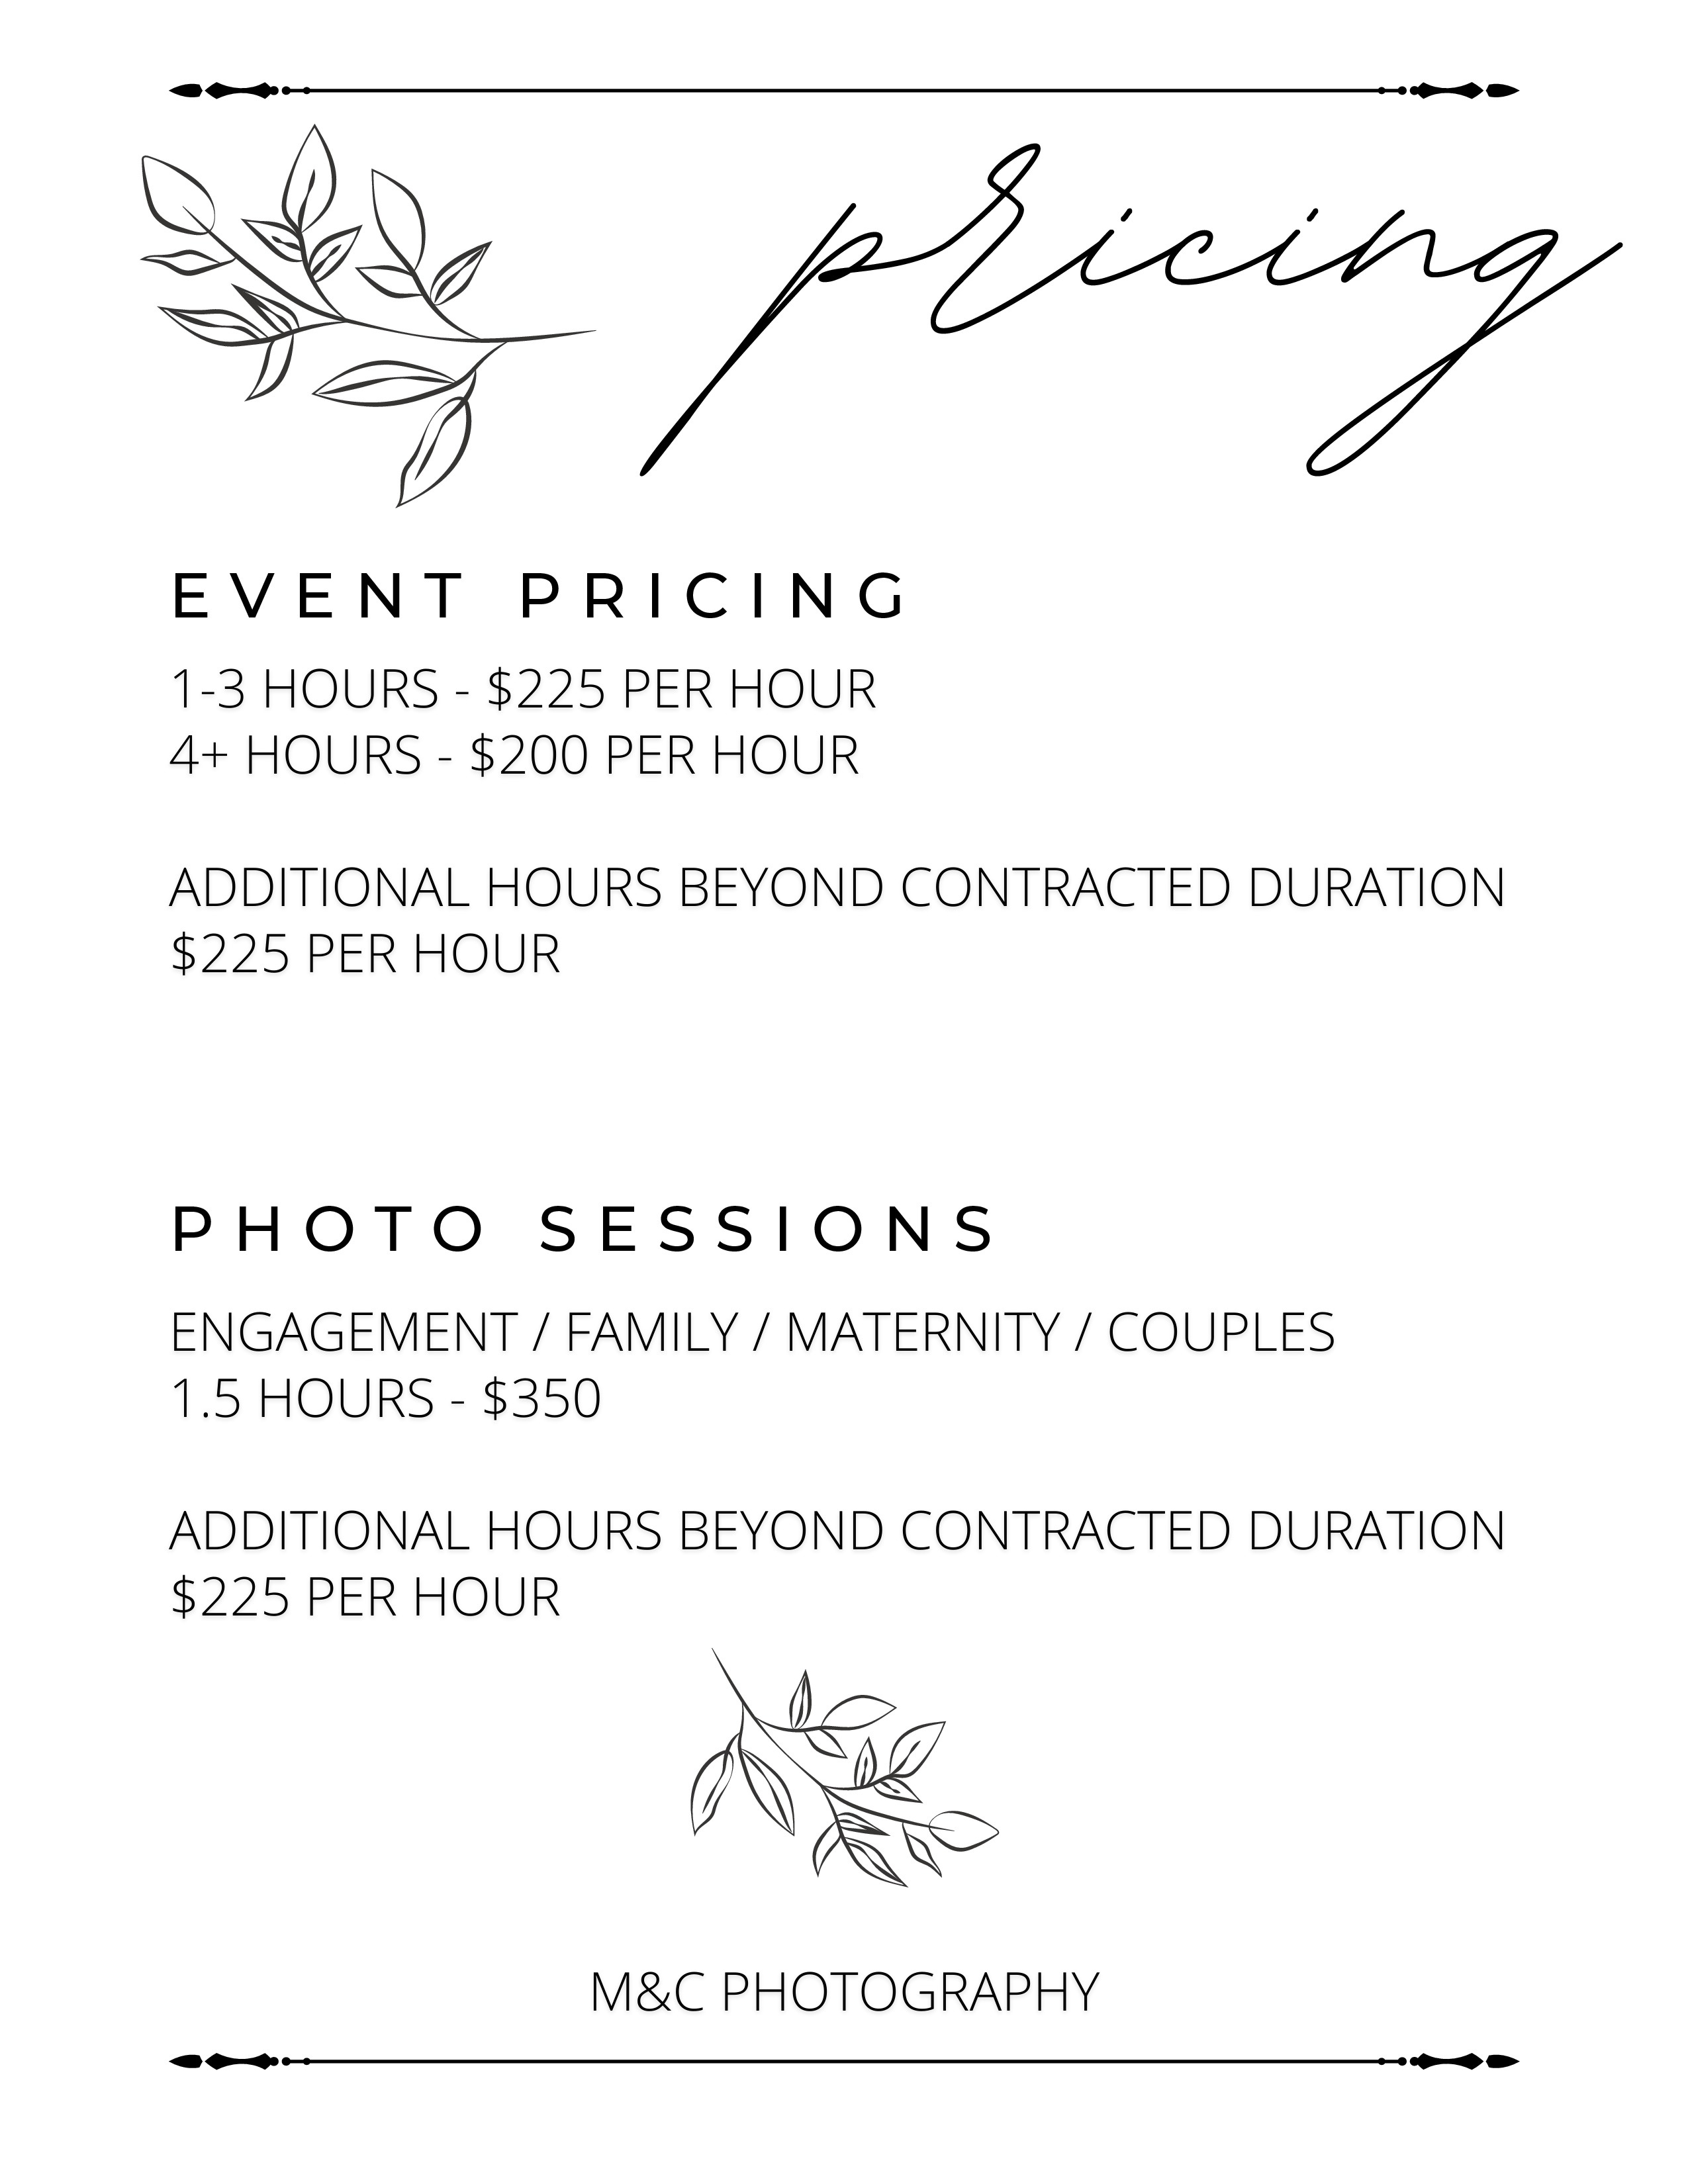 pricing
EVENT PRICING
1-3 HOURS - $225 PER HOUR
4+ HOURS - $200 PER HOUR
ADDITIONAL HOURS BEYOND CONTRACTED DURATION
$225 PER HOUR
PHOTO SESSIONS
ENGAGEMENT / FAMILY / MATERNITY / COUPLES
1.5 HOURS - $350
ADDITIONAL HOURS BEYOND CONTRACTED DURATION
$225 PER HOUR
M&C PHOTOGRAPHY